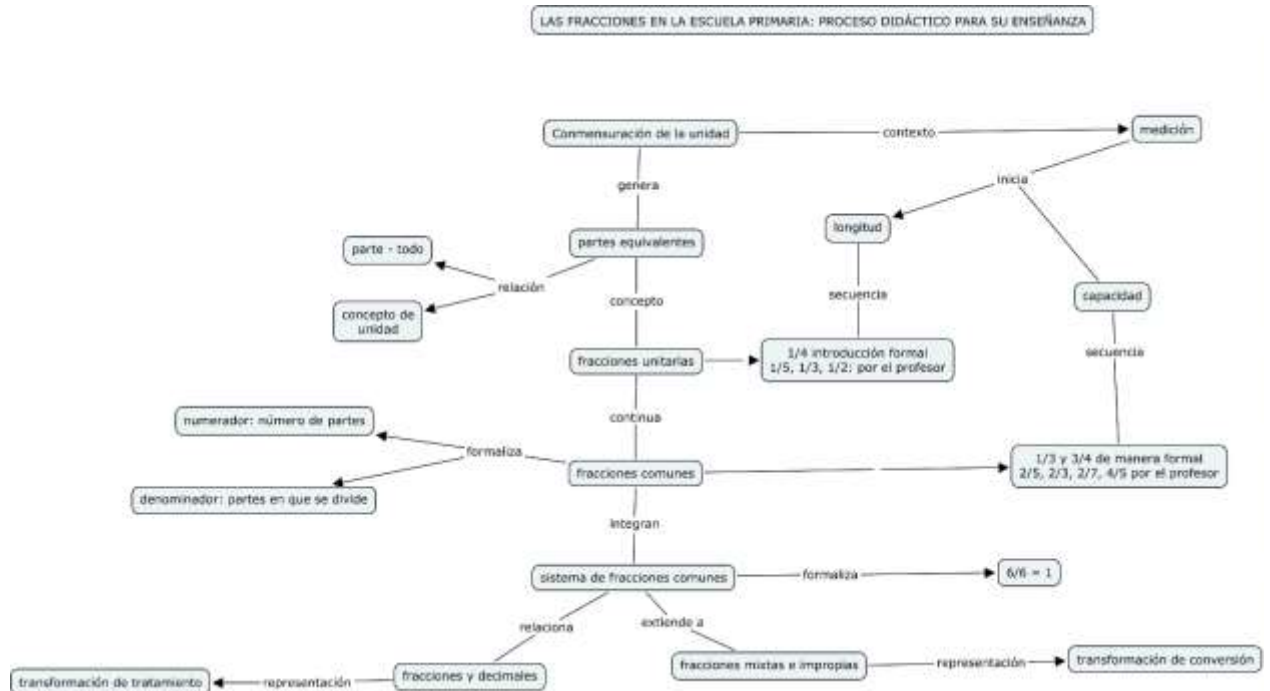 LAS FRACCIONES EN LA ESCUELA PRIMARIA: PROCESO DIDÁCTICO PARA SU ENSEÑANZA
Conmensuración de la unidad
contexto
medición
genera
inicia
longitud
partes equivalentes
parte - todo
relación
concepto de
unidad
concepto
secuencia
capacidad
fracciones unitarias
1/4 introducción formal
1/5, 1/3, 1/2: por el profesor
secuencia
continua
numerador: número de partes
formaliza
fracciones comunes
1/3 y 3/4 de manera formal
2/5, 2/3, 2/7, 4/5 por el profesor
denominador: partes en que se divide
integran
sistema de fracciones comunes
formaliza
6/6 = 1
relaciona
extiende a
fracciones mixtas e impropias
representación
transformación de conversión
fracciones y decimales
representación
transformación de tratamiento